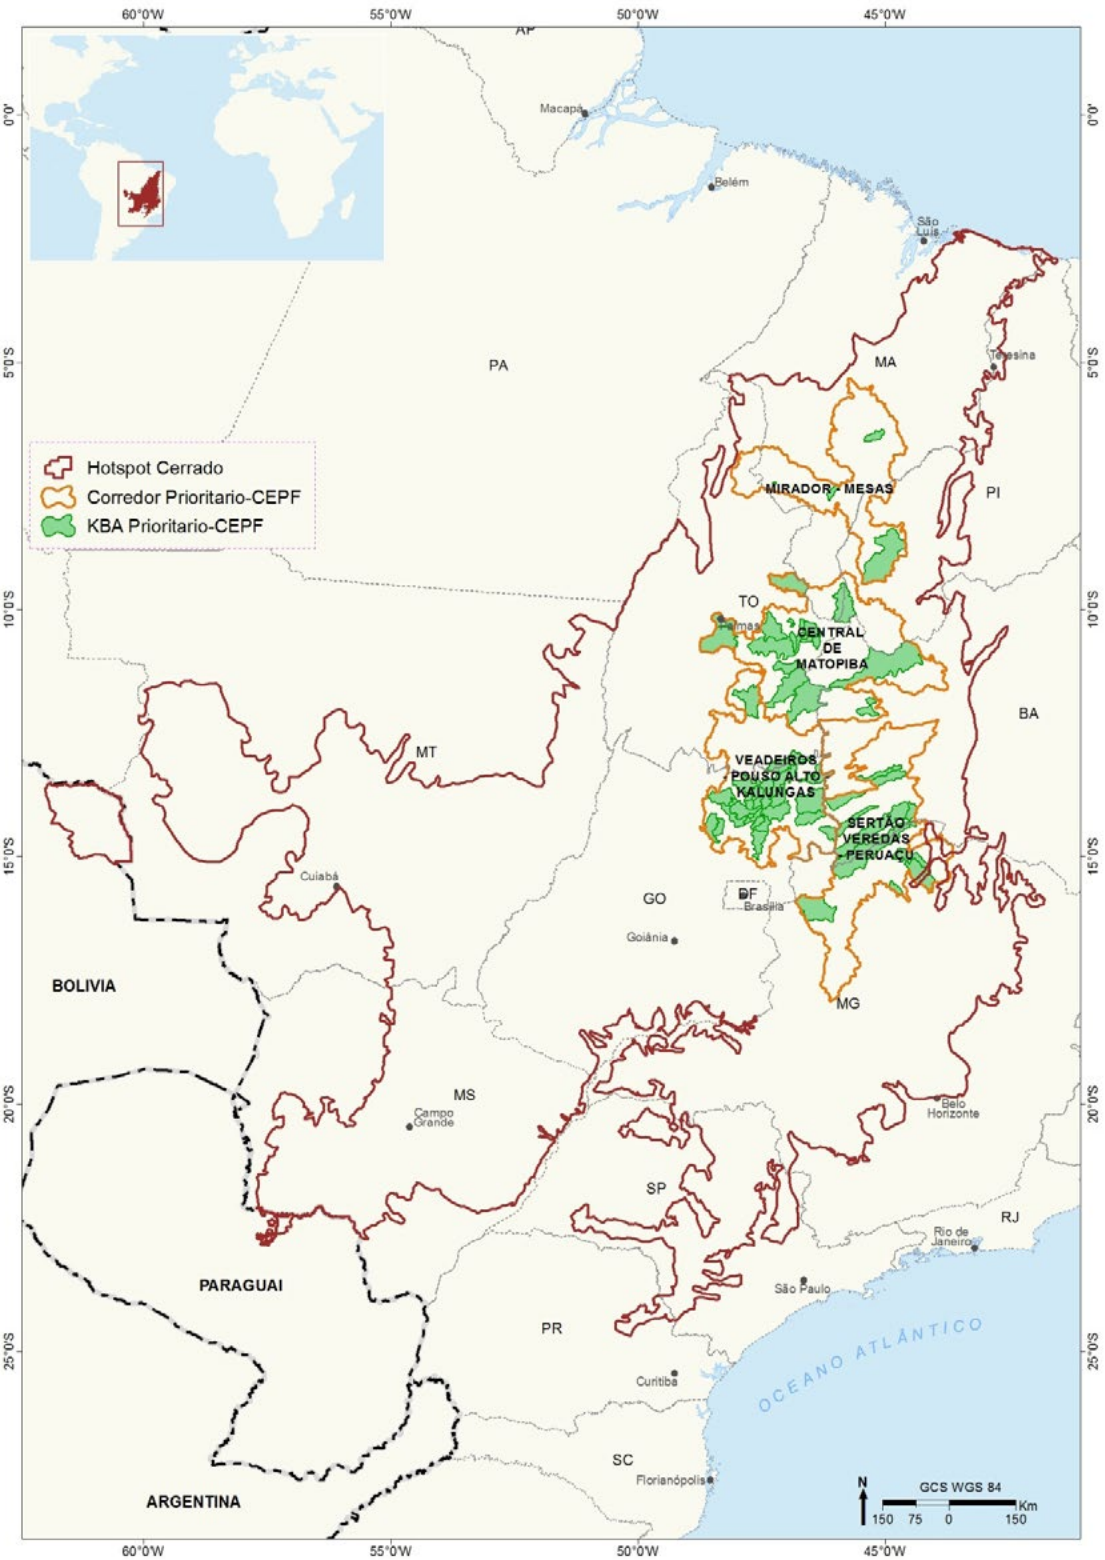 60°0'W 55°0'W 50°0'W 45°0'W
AP
Macapá
0°0' 0°0'
Belém
São
Luís
MA
Teresina
5°0'S 5°0'S
PA
Hotspot Cerrado
Corredor Prioritario-CEPF
KBA Prioritario-CEPF
MIRADOR - MESAS
PI
TO
10°0'S 10°0'S
Palmas
CENTRAL
DE
MATOPIBA
BA
MT
VEADEIROS
POUSO ALTO
KALUNGAS
SERTÃO
VEREDAS
- PERUAÇU
15°0'S 15°0'S
Cuiabá
GO
DF
Brasília
Goiânia
BOLIVIA
MG
MS
Campo
Grande
20°0'S 20°0'S
Belo
Horizonte
SP
RJ
Rio de
Janeiro
PARAGUAI
São Paulo
PR
25°0'S 25°0'S
OCEANO ATLÂNTICO
Curitiba
SC
Florianópolis
ARGENTINA
N
GCS WGS 84
Km
150 75 0 150
60°0'W 55°0'W 50°0'W 45°0'W